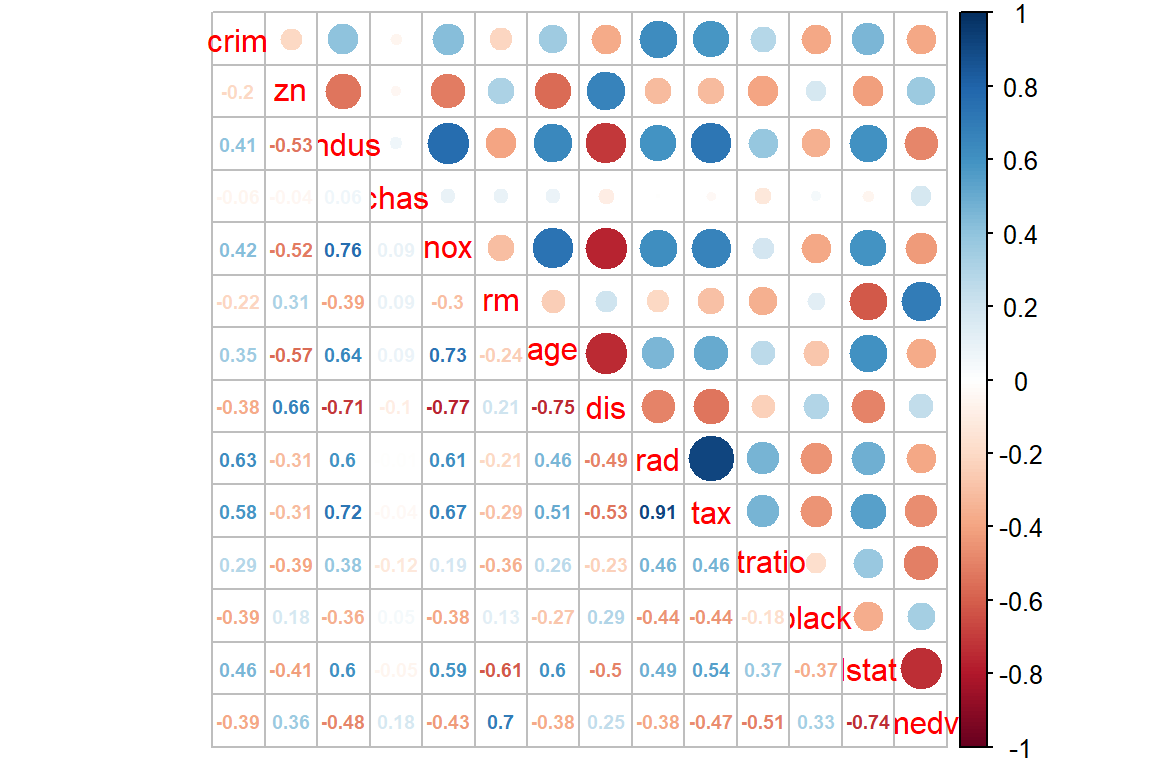 crim
-0.2 zn
0.41 -0.53 ndus
-0.06 -0.04 0.06 chas
0.42 -0.52 0.76 0.09 nox
-0.22 0.31 -0.39 0.09 -0.3 rm
0.35 -0.57 0.64 0.09 0.73 -0.24 age
-0.38 0.66 -0.71 -0.1 -0.77 0.21 -0.75 dis
0.63 -0.31 0.6 0.61 -0.21 0.46 -0.49 rad
0.58 -0.31 0.72 -0.04 0.67 -0.29 0.51 -0.53 0.91 tax
0.29 -0.39 0.38 -0.12 0.19 -0.36 0.26 -0.23 0.46 0.46 tratio
-0.39 0.18 -0.36 0.05 -0.38 0.13 -0.27 0.29 -0.44 -0.44 -0.18 black
0.46 -0.41 0.6 -0.05 0.59 -0.61 0.6 -0.5 0.49 0.54 0.37 -0.37 lstat
-0.39 0.36 -0.48 0.18 -0.43 0.7 -0.38 0.25 -0.38 -0.47 -0.51 0.33 -0.74 medv
1
0.8
0.6
0.4
0.2
0
-0.2
-0.4
-0.6
-0.8
-1